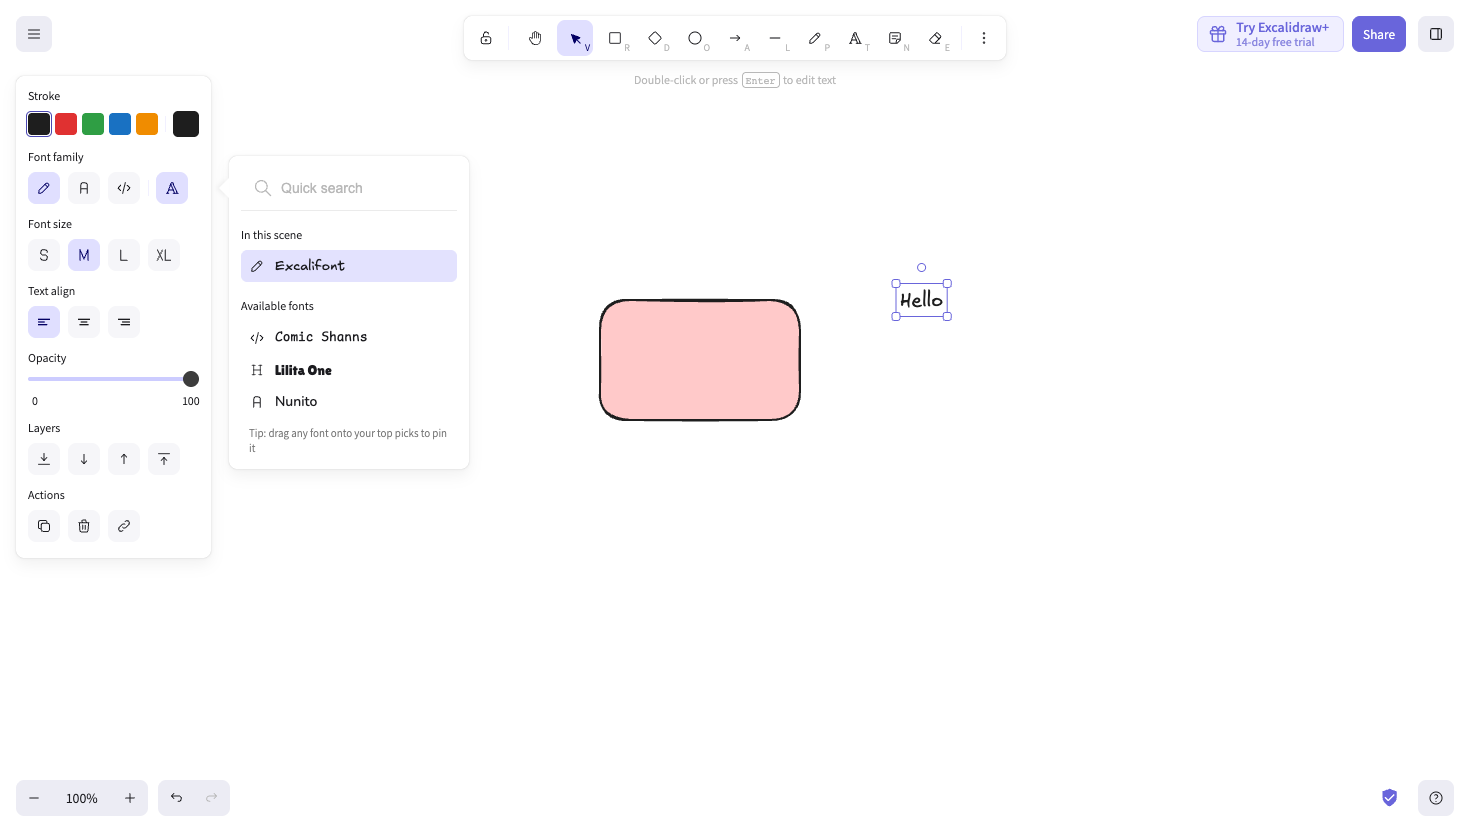 V
R
D
O
A
L
P
T
N
E
Try Excalidraw+
14-day free trial
Share
Double-click or press Enter to edit text
Stroke
Font family
Font size
S M L XL
Text align
Opacity
0 100
Layers
Actions
Quick search
In this scene
Excalifont
Available fonts
Comic Shanns
Lilita One
Nunito
Tip: drag any font onto your top picks to pin
it
Hello
100%